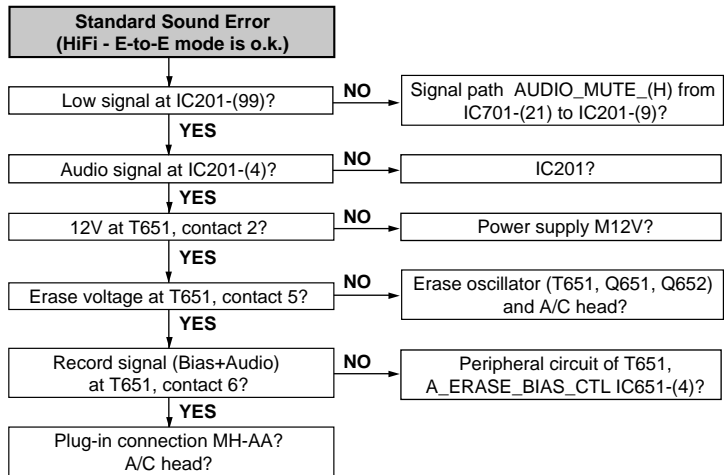 Standard Sound Error
(HiFi - E-to-E mode is o.k.)
Low signal at IC201-(99)?
NO
Signal path AUDIO_MUTE_(H) from
IC701-(21) to IC201-(9)?
YES
Audio signal at IC201-(4)?
NO
IC201?
YES
12V at T651, contact 2?
NO
Power supply M12V?
YES
Erase voltage at T651, contact 5?
NO
Erase oscillator (T651, Q651, Q652)
and A/C head?
YES
Record signal (Bias+Audio)
at T651, contact 6?
NO
Peripheral circuit of T651,
A_ERASE_BIAS_CTL IC651-(4)?
YES
Plug-in connection MH-AA?
A/C head?